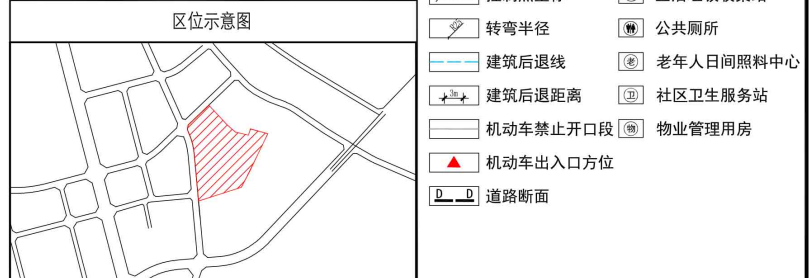 区位示意图
R20
转弯半径
公共厕所
建筑后退线
老
老年人日间照料中心
3m
建筑后退距离
卫
社区卫生服务站
机动车禁止开口段
物
物业管理用房
机动车出入口方位
D D
道路断面